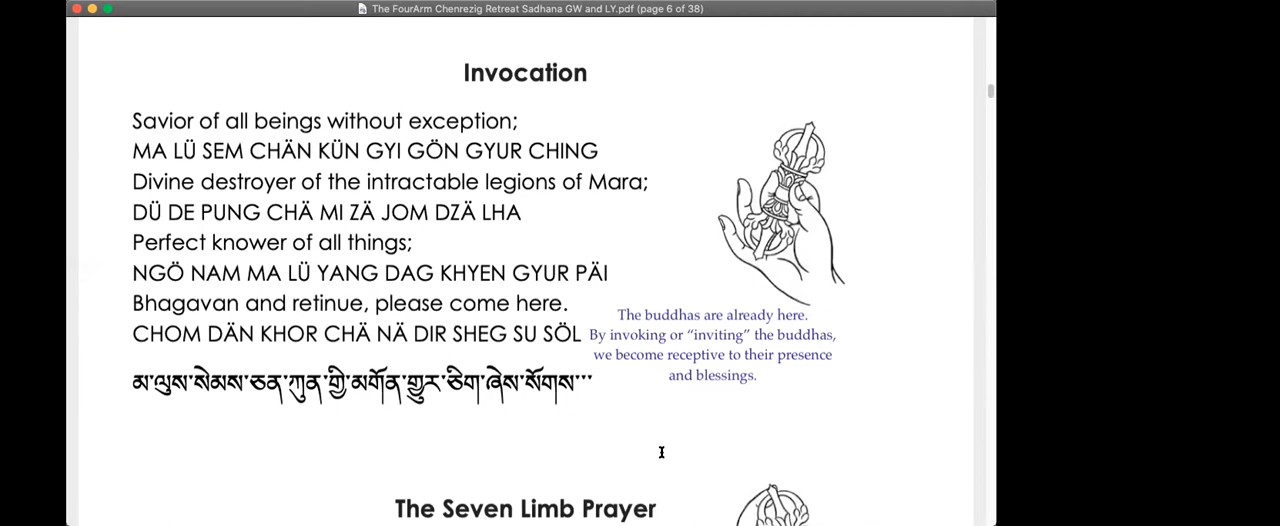 The FourArm Chenrezig Retreat Sadhana GW and LY.pdf (page 6 of 38)
Invocation
Savior of all beings without exception;
MA LÜ SEM CHÄN KÜN GYI GÖN GYUR CHING
Divine destroyer of the intractable legions of Mara;
DÜ DE PUNG CHÄ MI ZÄ JOM DZÄ LHA
Perfect knower of all things;
NGÖ NAM MA LÜ YANG DAG KHYEN GYUR PÄI
Bhagavan and retinue, please come here.
CHOM DÄN KHOR CHÄ NÄ DIR SHEG SU SÖL
The buddhas are already here.
By invoking or “inviting” the buddhas,
we become receptive to their presence
and blessings.
མ་ལུས་སེམས་ཅན་ཀུན་གྱི་མགོན་གྱུར་ཅིག་ཞེས་སོགས་་་
The Seven Limb Prayer